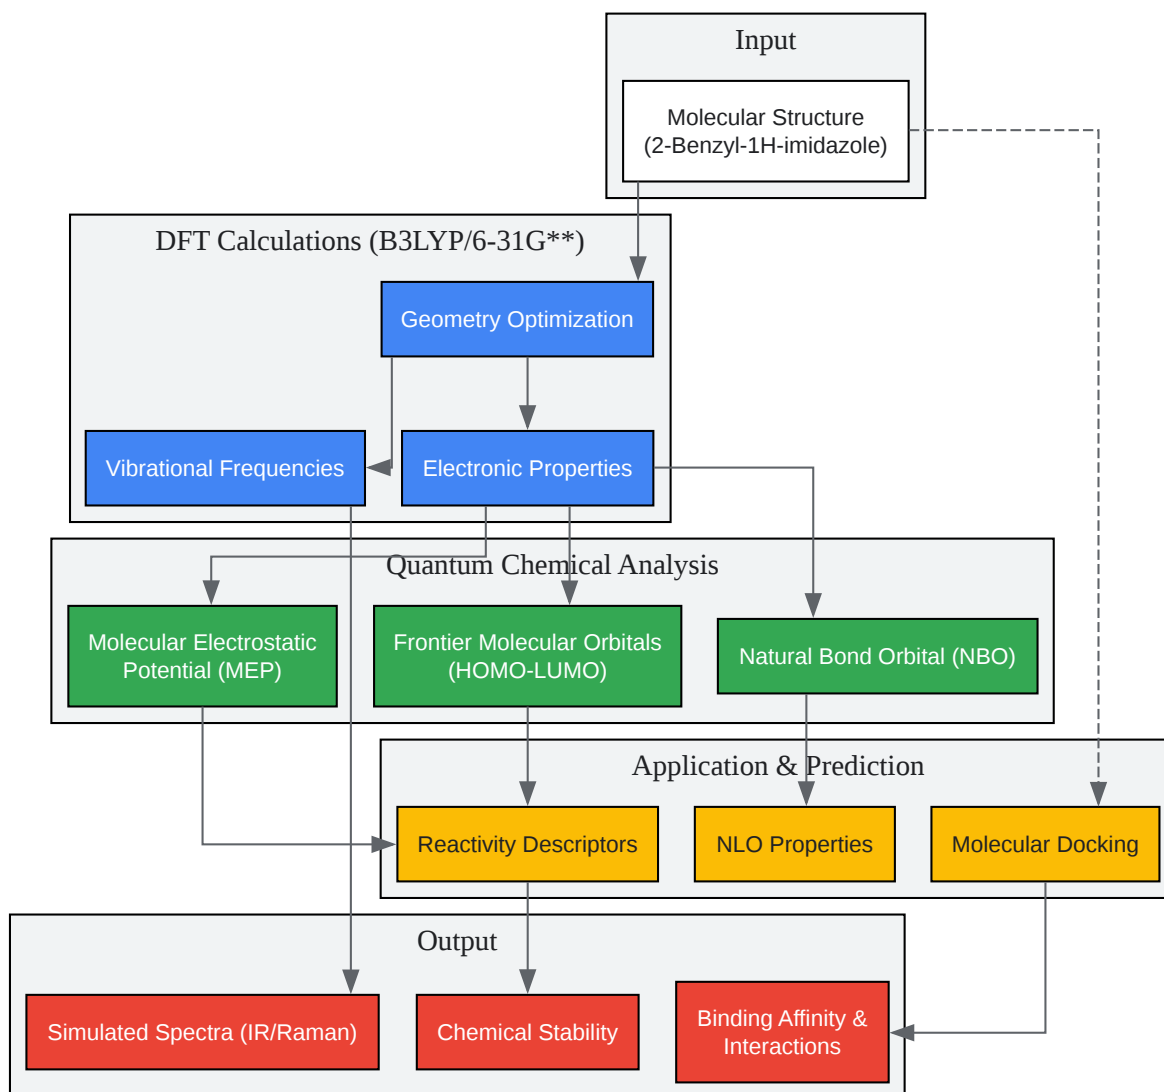 Input
Molecular Structure
(2-Benzyl-1H-imidazole)
DFT Calculations (B3LYP/6-31G**)
Geometry Optimization
Vibrational Frequencies
Electronic Properties
Quantum Chemical Analysis
Molecular Electrostatic
Potential (MEP)
Frontier Molecular Orbitals
(HOMO-LUMO)
Natural Bond Orbital (NBO)
Application & Prediction
Reactivity Descriptors
NLO Properties
Molecular Docking
Output
Simulated Spectra (IR/Raman)
Chemical Stability
Binding Affinity &
Interactions